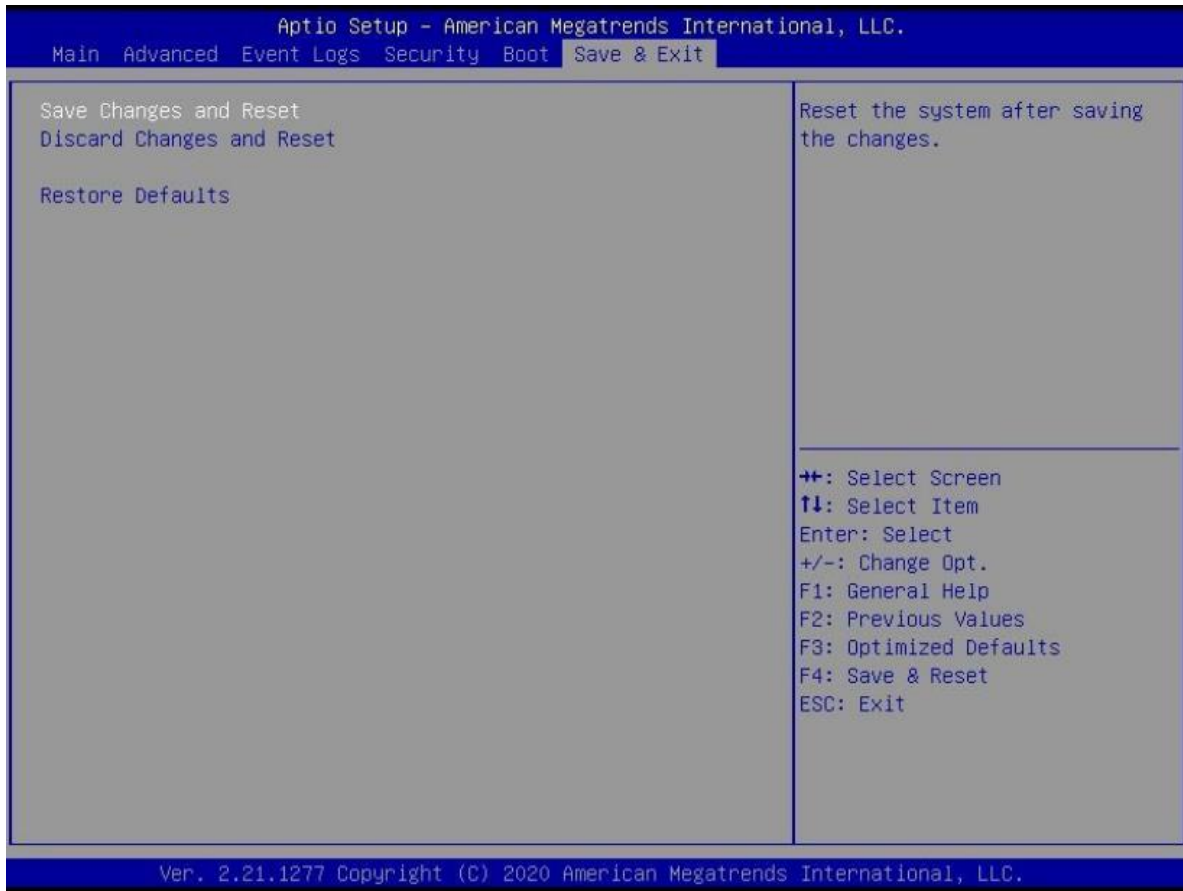 Aptio Setup – American Megatrends International, LLC.
Main Advanced Event Logs Security Boot Save & Exit
Save Changes and Reset
Discard Changes and Reset
Restore Defaults
Reset the system after saving
the changes.
→←: Select Screen
↑↓: Select Item
Enter: Select
+/-: Change Opt.
F1: General Help
F2: Previous Values
F3: Optimized Defaults
F4: Save & Reset
ESC: Exit
Ver. 2.21.1277 Copyright (C) 2020 American Megatrends International, LLC.